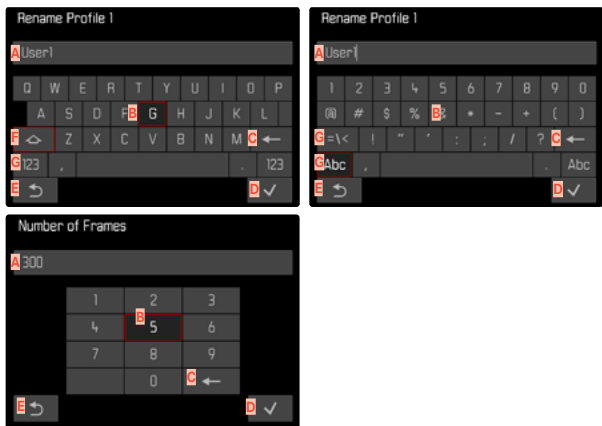 Rename Profile 1
A User1
Q W E R T Y U I O P
A S D F B G H J K L
F Z X C V B N M C ←
G 123 , . 123
E D ✓
Rename Profile 1
A User1
1 2 3 4 5 6 7 8 9 0
@ # $ % B & * - + ( )
G =\< ! " ' : ; / ? C ←
G Abc , . Abc
E D ✓
Number of Frames
A 300
1 2 3
4 B 5 6
7 8 9
0 C ←
E D ✓